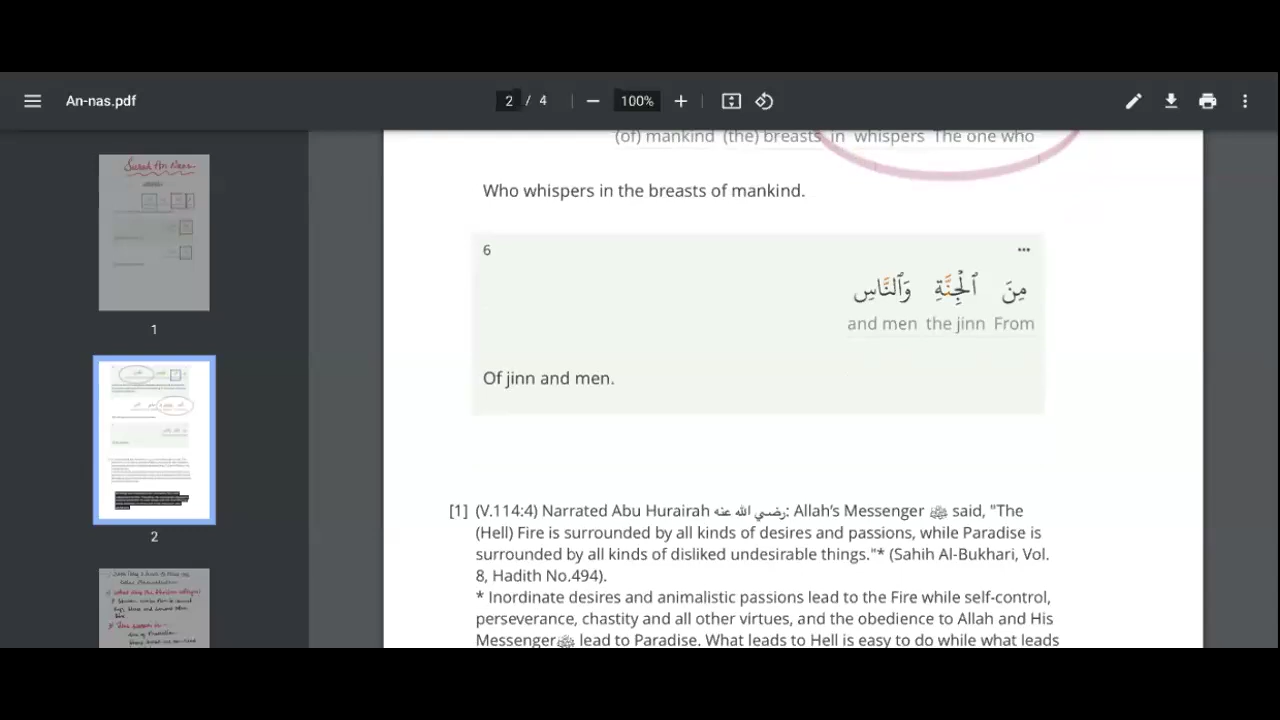 An-nas.pdf
2 / 4
100%
(of) mankind (the) breasts in whispers The one who
Who whispers in the breasts of mankind.
6
مِنَ ٱلْجِنَّةِ وَٱلنَّاسِ
and men the jinn From
Of jinn and men.
[1] (V.114:4) Narrated Abu Hurairah رضي الله عنه: Allah's Messenger ﷺ said, "The
(Hell) Fire is surrounded by all kinds of desires and passions, while Paradise is
surrounded by all kinds of disliked undesirable things."* (Sahih Al-Bukhari, Vol.
8, Hadith No.494).
* Inordinate desires and animalistic passions lead to the Fire while self-control,
perseverance, chastity and all other virtues, and the obedience to Allah and His
Messengerﷺ lead to Paradise. What leads to Hell is easy to do while what leads
Surah An Naas
1
2